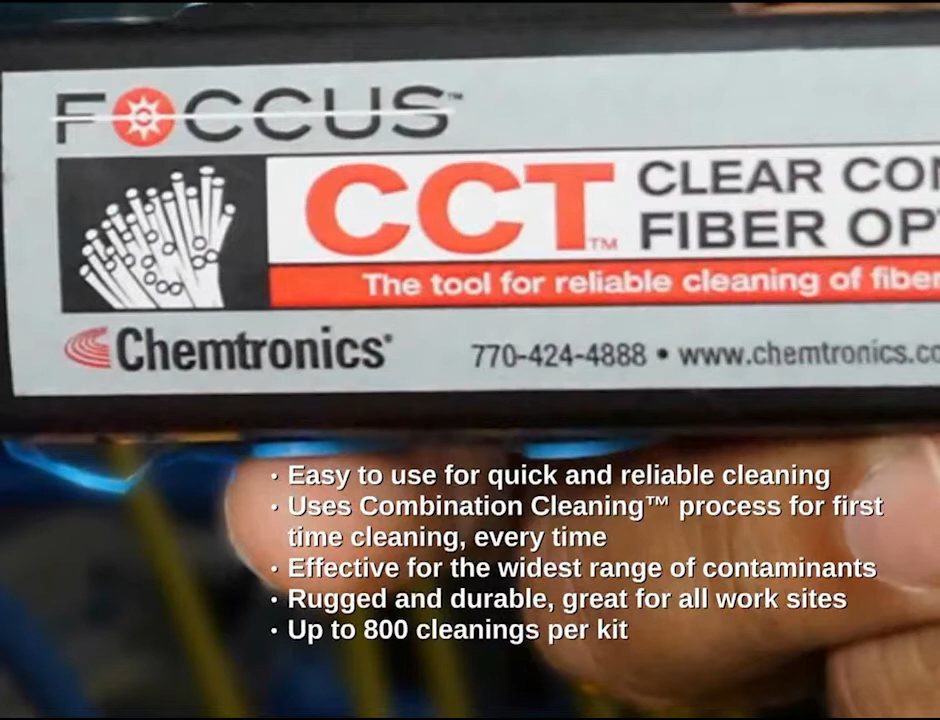 FOCCUS™
CCT™
CLEAR CON
FIBER OP
The tool for reliable cleaning of fiber
Chemtronics®
770-424-4888 • www.chemtronics.co
• Easy to use for quick and reliable cleaning
• Uses Combination Cleaning™ process for first
time cleaning, every time
• Effective for the widest range of contaminants
• Rugged and durable, great for all work sites
• Up to 800 cleanings per kit